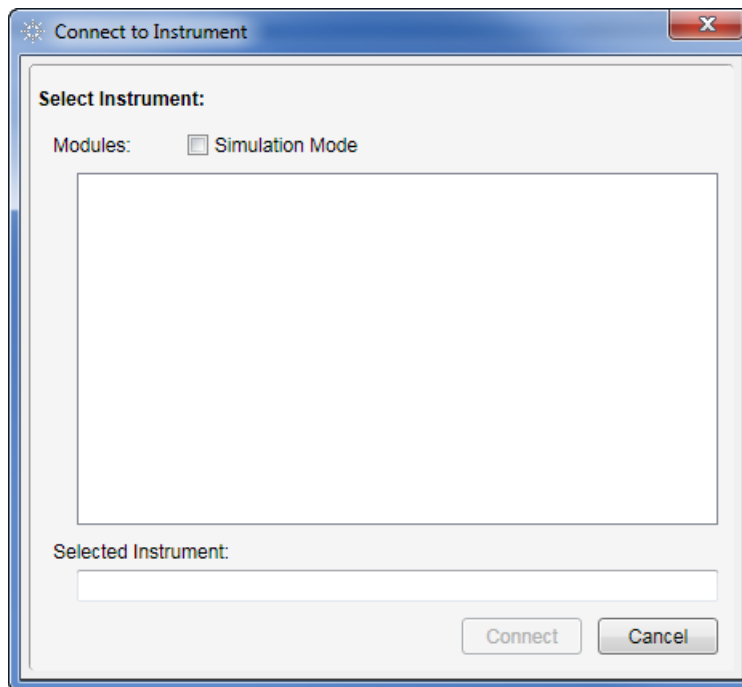 Connect to Instrument
Select Instrument:
Modules: Simulation Mode
Selected Instrument:
Connect Cancel